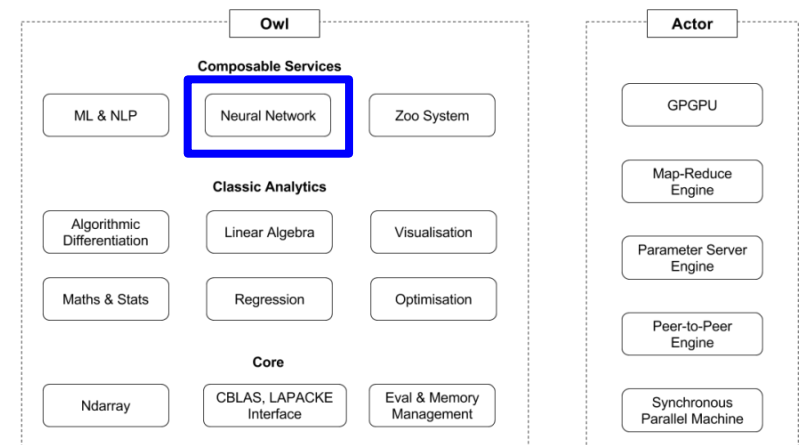 Owl
Composable Services
ML & NLP
Neural Network
Zoo System
Classic Analytics
Algorithmic
Differentiation
Linear Algebra
Visualisation
Maths & Stats
Regression
Optimisation
Core
Ndarray
CBLAS, LAPACKE
Interface
Eval & Memory
Management
Actor
GPGPU
Map-Reduce
Engine
Parameter Server
Engine
Peer-to-Peer
Engine
Synchronous
Parallel Machine